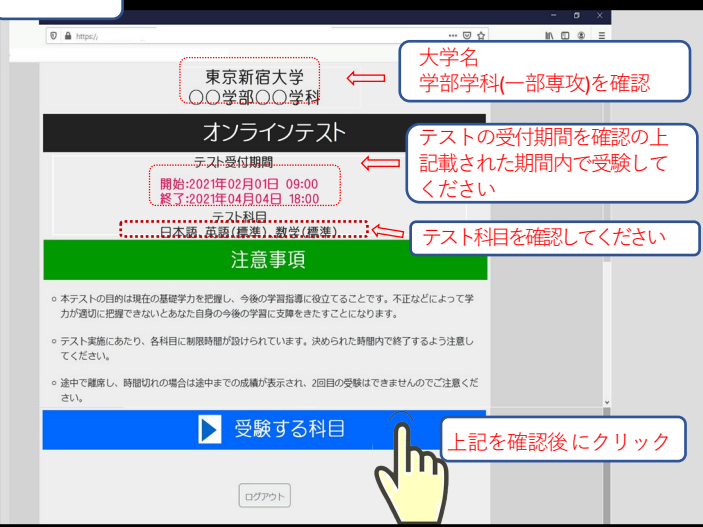 https:/
東京新宿大学
〇〇学部〇〇学科
大学名
学部学科(一部専攻)を確認
オンラインテスト
テスト受付期間
開始:2021年02月01日 09:00
終了:2021年04月04日 18:00
テストの受付期間を確認の上
記載された期間内で受験して
ください
テスト科目
日本語、英語(標準)、数学(標準)
テスト科目を確認してください
注意事項
本テストの目的は現在の基礎学力を把握し、今後の学習指導に役立てることです。不正などによって学
力が適切に把握できないとあなた自身の今後の学習に支障をきたすことになります。
テスト実施にあたり、各科目に制限時間が設けられています。決められた時間内で終了するよう注意し
てください。
途中で離席し、時間切れの場合は途中までの成績が表示され、2回目の受験はできませんのでご注意くだ
さい。
受験する科目
上記を確認後 にクリック
ログアウト